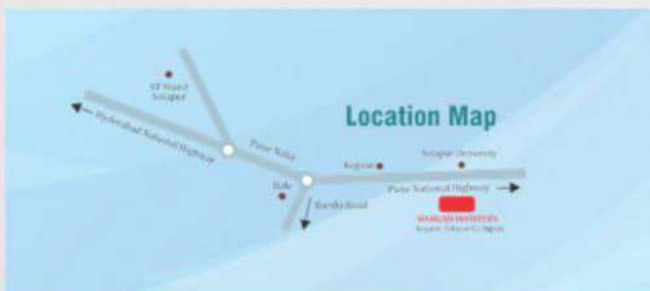 Location Map
ST Stand
Solapur
Hyderabad National Highway
Pune Naka
Kegaon
Solapur University
Bale
Pune National Highway
Barshi Road